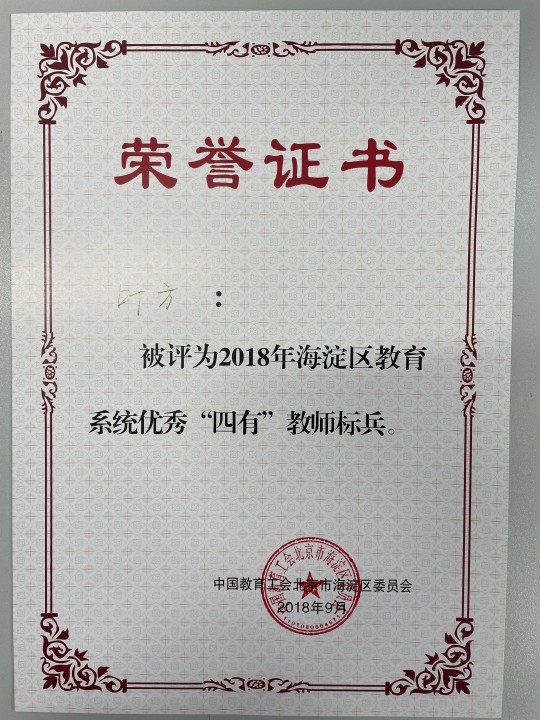 荣誉证书
叮方：
被评为2018年海淀区教育
系统优秀“四有”教师标兵。
中国教育工会北京市海淀区委员会
2018年9月